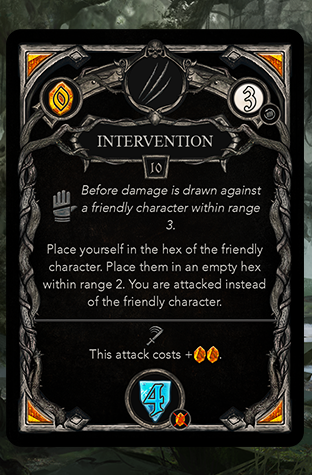 0
3
INTERVENTION
10
Before damage is drawn against
a friendly character within range
3.
Place yourself in the hex of the friendly
character. Place them in an empty hex
within range 2. You are attacked instead
of the friendly character.
This attack costs +.
4